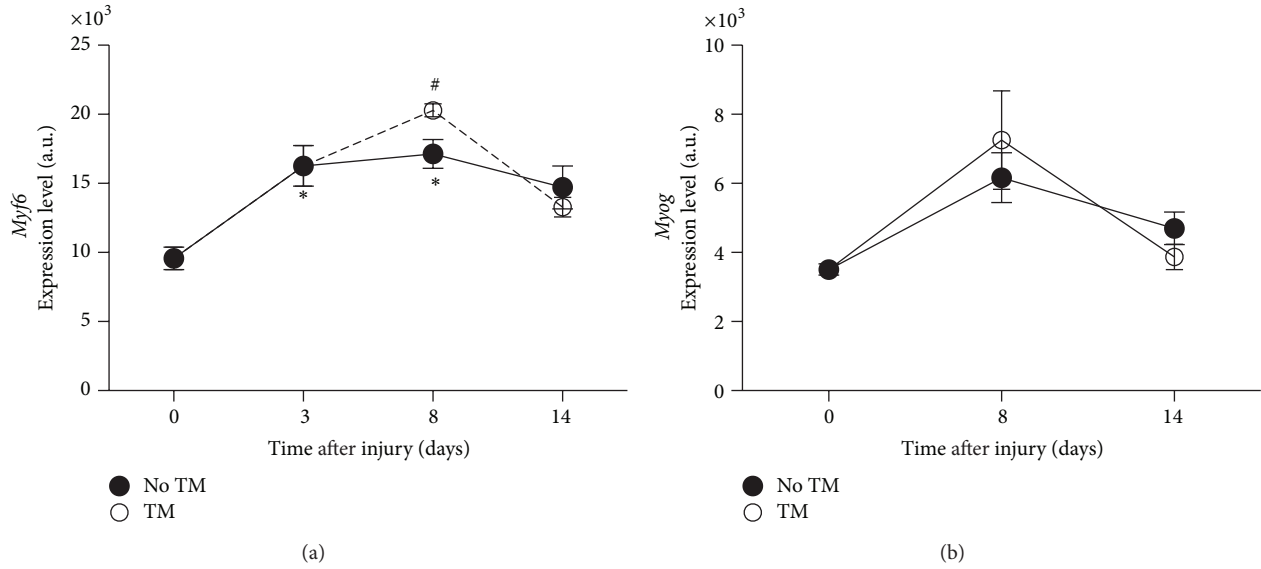 ×10³
25
20
15
10
5
0
Myf6
Expression level (a.u.)
#
*
*
0 3 8 14
Time after injury (days)
No TM
TM
(a)
×10³
10
8
6
4
2
0
Myog
Expression level (a.u.)
0 8 14
Time after injury (days)
No TM
TM
(b)